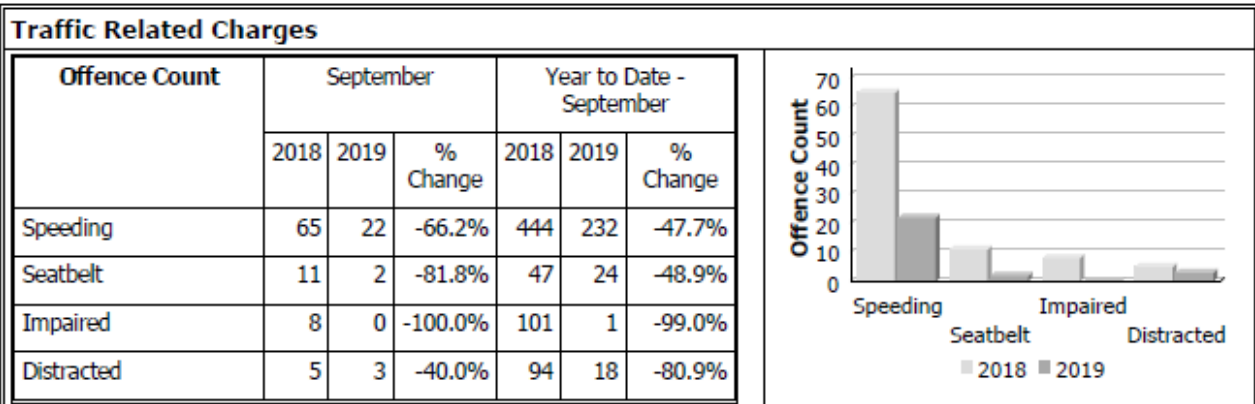 Traffic Related Charges
Offence Count September Year to Date -
September
2018 2019 % 2018 2019 %
Change Change
Speeding 65 22 -66.2% 444 232 -47.7%
Seatbelt 11 2 -81.8% 47 24 -48.9%
Impaired 8 0 -100.0% 101 1 -99.0%
Distracted 5 3 -40.0% 94 18 -80.9%
Offence Count
70
60
50
40
30
20
10
0
Speeding Impaired
Seatbelt Distracted
2018 2019